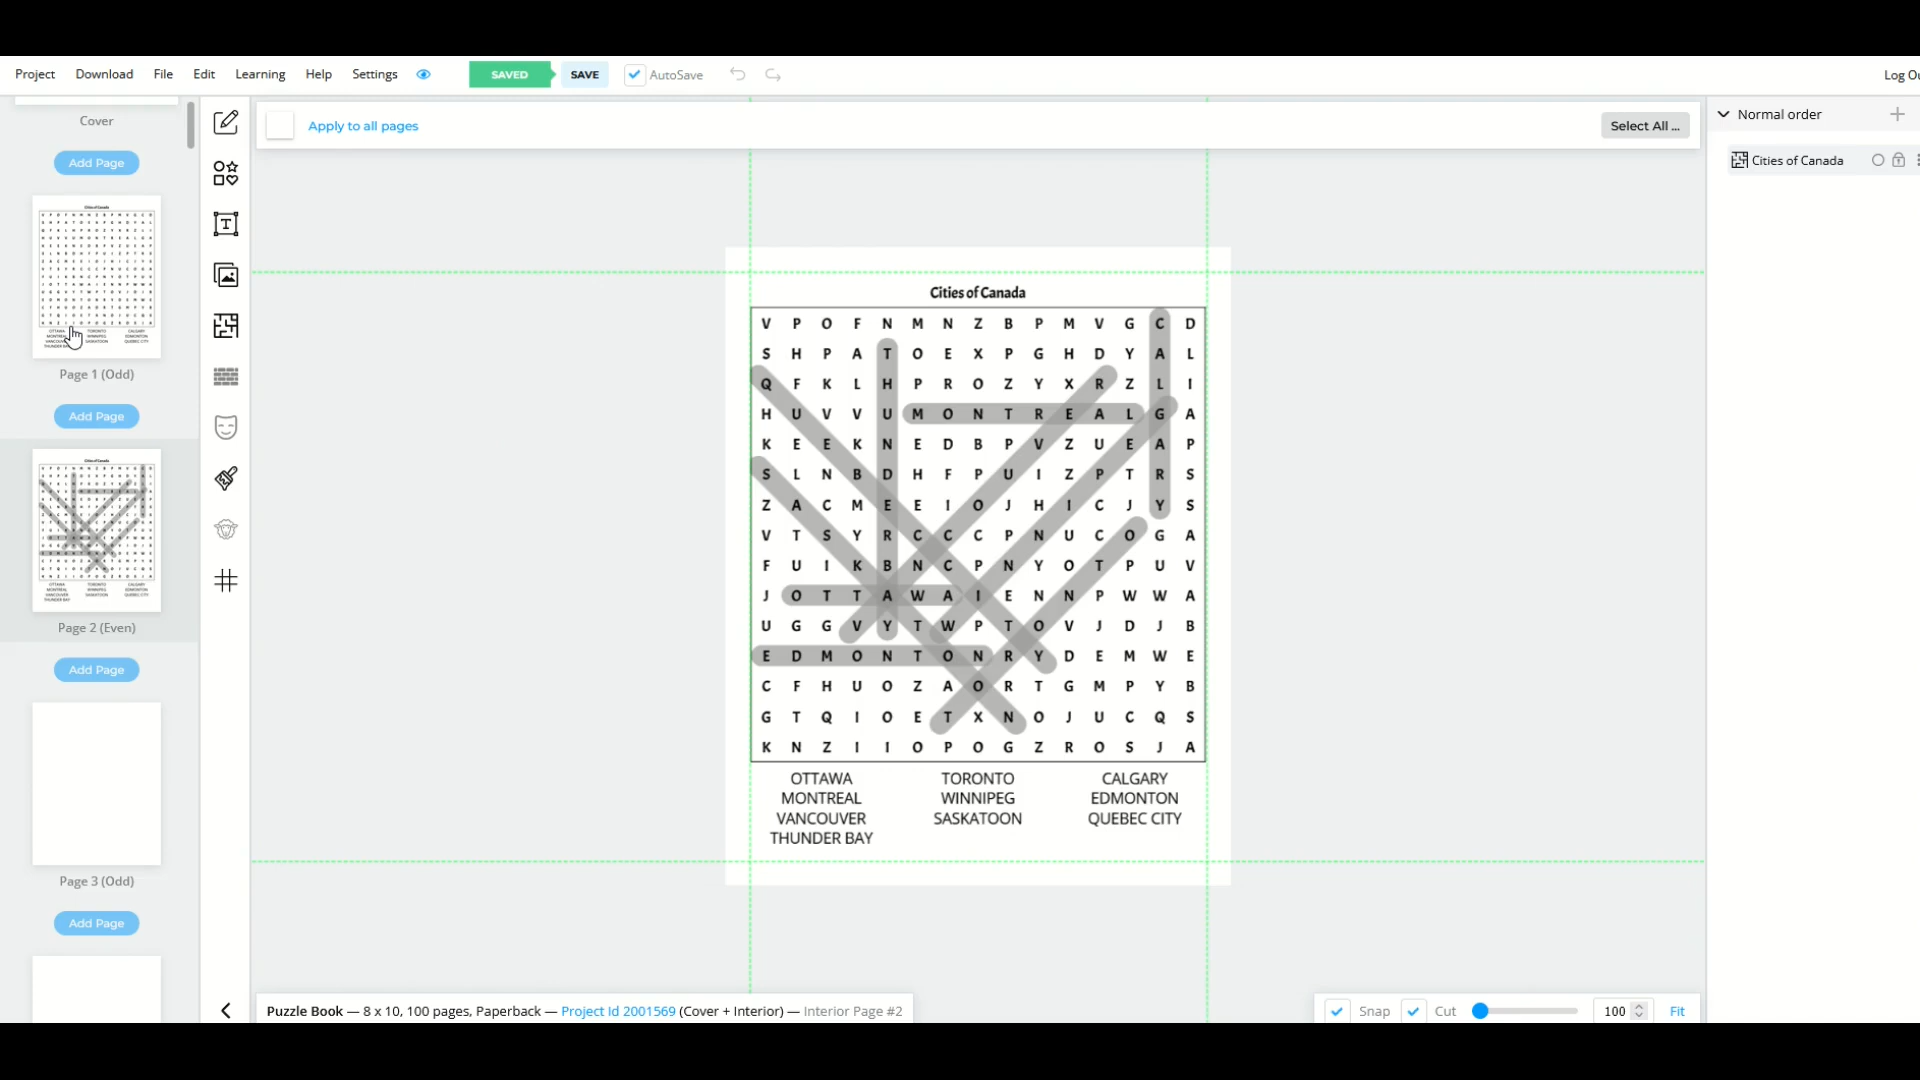 Project Download File Edit Learning Help Settings SAVED SAVE AutoSave Log Ou
Cover
Add Page
Page 1 (Odd)
Add Page
Page 2 (Even)
Add Page
Page 3 (Odd)
Add Page
Apply to all pages Select All ...
Cities of Canada
V P O F N M N Z B P M V G C D
S H P A T O E X P G H D Y A L
Q F K L H P R O Z Y X R Z L I
H U V V U M O N T R E A L G A
K E E K N E D B P V Z U E A P
S L N B D H F P U I Z P T R S
Z A C M E E I O J H I C J Y S
V T S Y R C C C P N U C O G A
F U I K B N C P N Y O T P U V
J O T T A W A I E N N P W W A
U G G V Y T W P T O V J D J B
E D M O N T O N R Y D E M W E
C F H U O Z A O R T G M P Y B
G T Q I O E T X N O J U C Q S
K N Z I I O P O G Z R O S J A
OTTAWA TORONTO CALGARY
MONTREAL WINNIPEG EDMONTON
VANCOUVER SASKATOON QUEBEC CITY
THUNDER BAY
Puzzle Book — 8 x 10, 100 pages, Paperback — Project Id 2001569 (Cover + Interior) — Interior Page #2
Snap Cut 100 Fit
Normal order
Cities of Canada